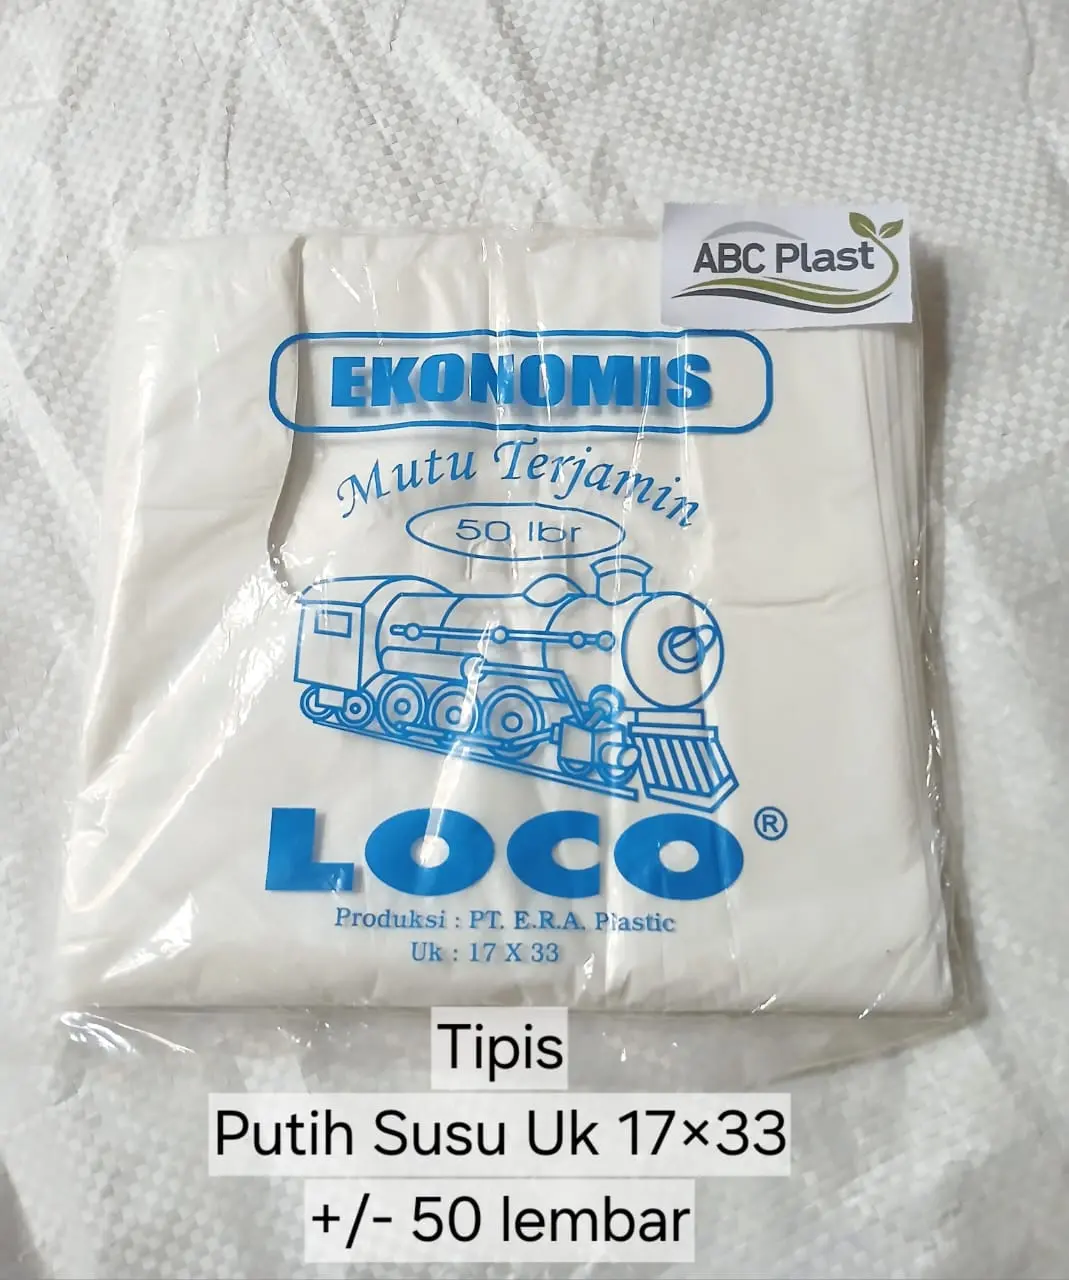 ABC Plast
EKONOMIS
Mutu Terjamin
50 lbr
LOCO ®
Produksi : PT. E.R.A. Plastic
Uk : 17 X 33
Tipis
Putih Susu Uk 17×33
+/- 50 lembar